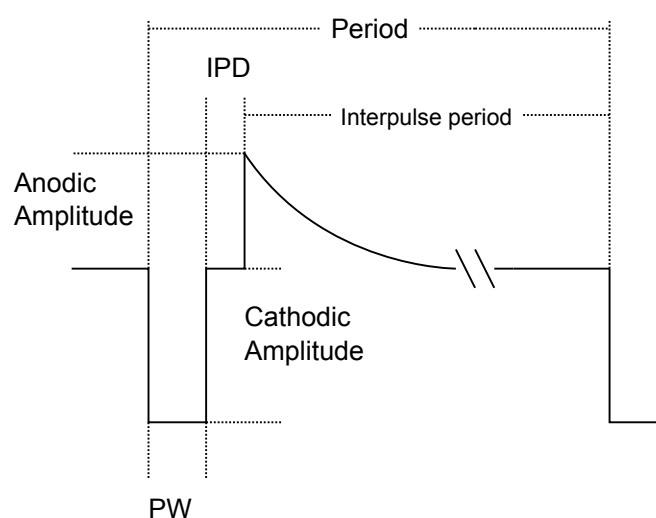 Period
IPD
Interpulse period
Anodic
Amplitude
Cathodic
Amplitude
PW